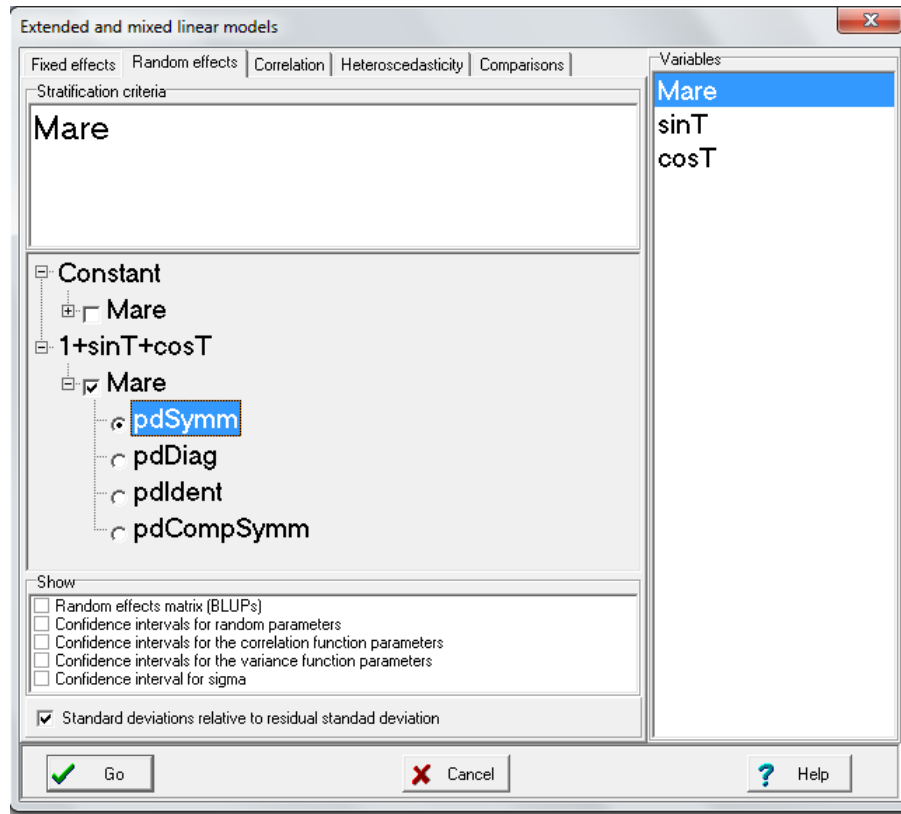 Extended and mixed linear models
x
Fixed effects Random effects Correlation Heteroscedasticity Comparisons
Stratification criteria
Mare
Constant
Mare
1+sinT+cosT
Mare
pdSymm
pdDiag
pdIdent
pdCompSymm
Show
Random effects matrix (BLUPs)
Confidence intervals for random parameters
Confidence intervals for the correlation function parameters
Confidence intervals for the variance function parameters
Confidence interval for sigma
Standard deviations relative to residual standad deviation
Variables
Mare
sinT
cosT
Go Cancel ? Help